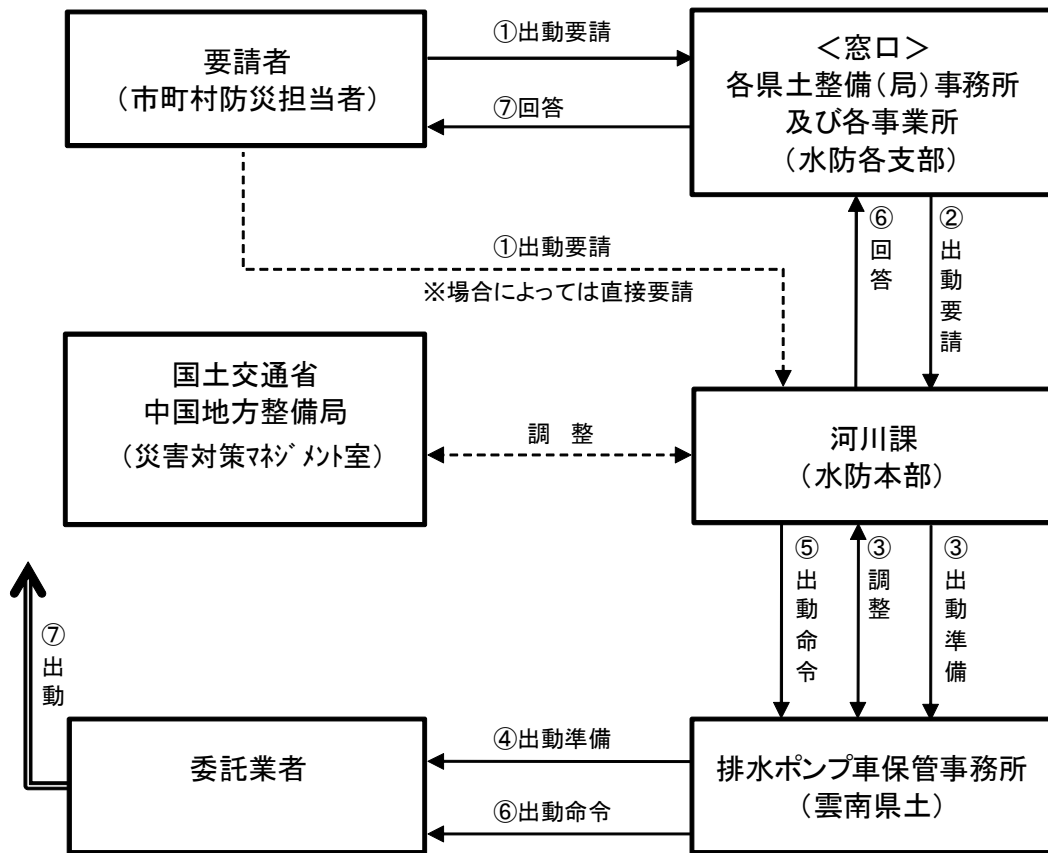 要請者
（市町村防災担当者）
①出動要請
⑦回答
＜窓口＞
各県土整備（局）事務所
及び各事業所
（水防各支部）
①出動要請
※場合によっては直接要請
⑥回答
②出動要請
国土交通省
中国地方整備局
（災害対策ﾏﾈｼﾞﾒﾝﾄ室）
調　整
河川課
（水防本部）
⑤出動命令
③調整
③出動準備
⑦出動
委託業者
④出動準備
⑥出動命令
排水ポンプ車保管事務所
（雲南県土）